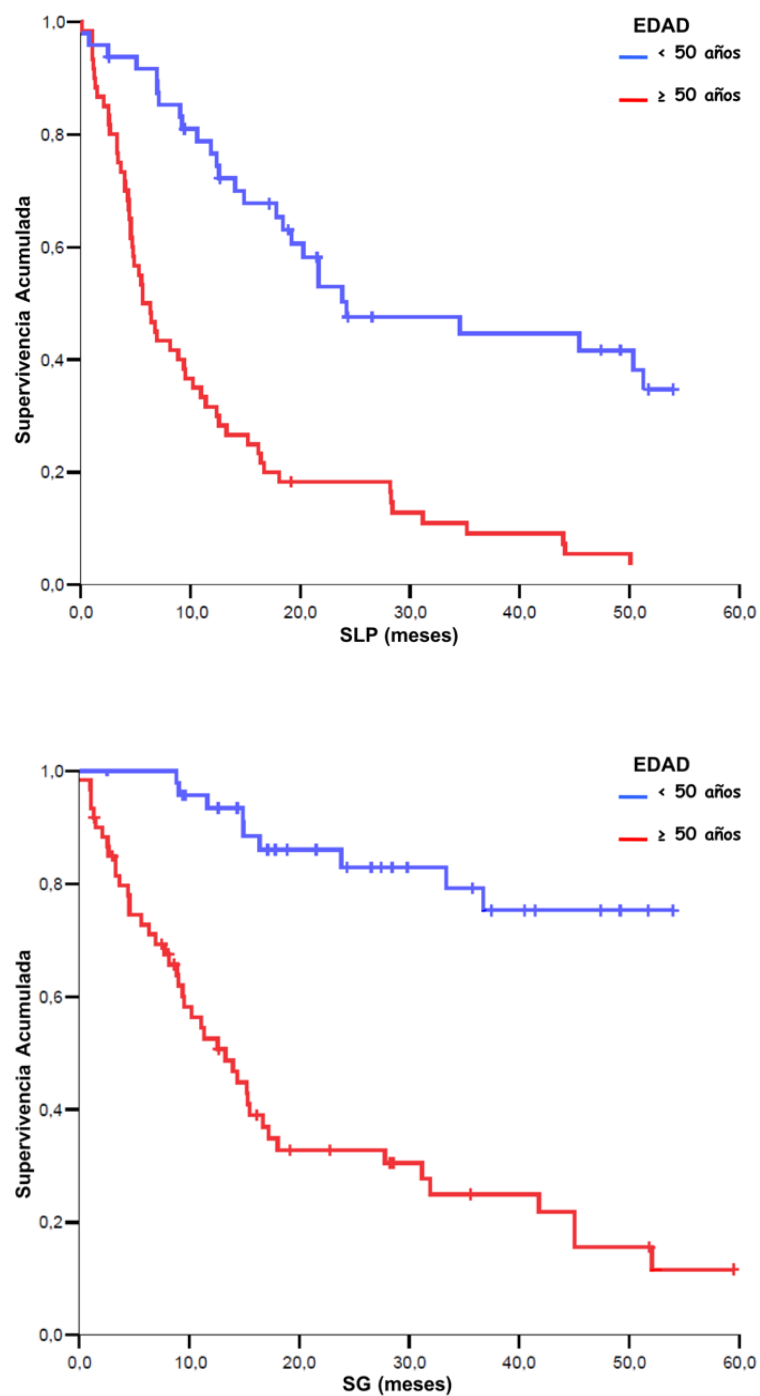 EDAD
< 50 años
≥ 50 años
Supervivencia Acumulada
1,0
0,8
0,6
0,4
0,2
0,0
0,0 10,0 20,0 30,0 40,0 50,0 60,0
SLP (meses)
EDAD
< 50 años
≥ 50 años
Supervivencia Acumulada
1,0
0,8
0,6
0,4
0,2
0,0
0,0 10,0 20,0 30,0 40,0 50,0 60,0
SG (meses)